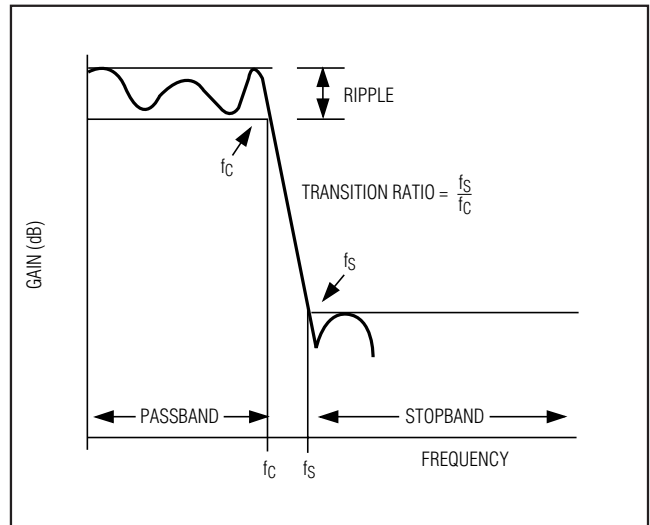 RIPPLE
fC
TRANSITION RATIO = fS/fC
GAIN (dB)
fS
PASSBAND
STOPBAND
fC
fS
FREQUENCY